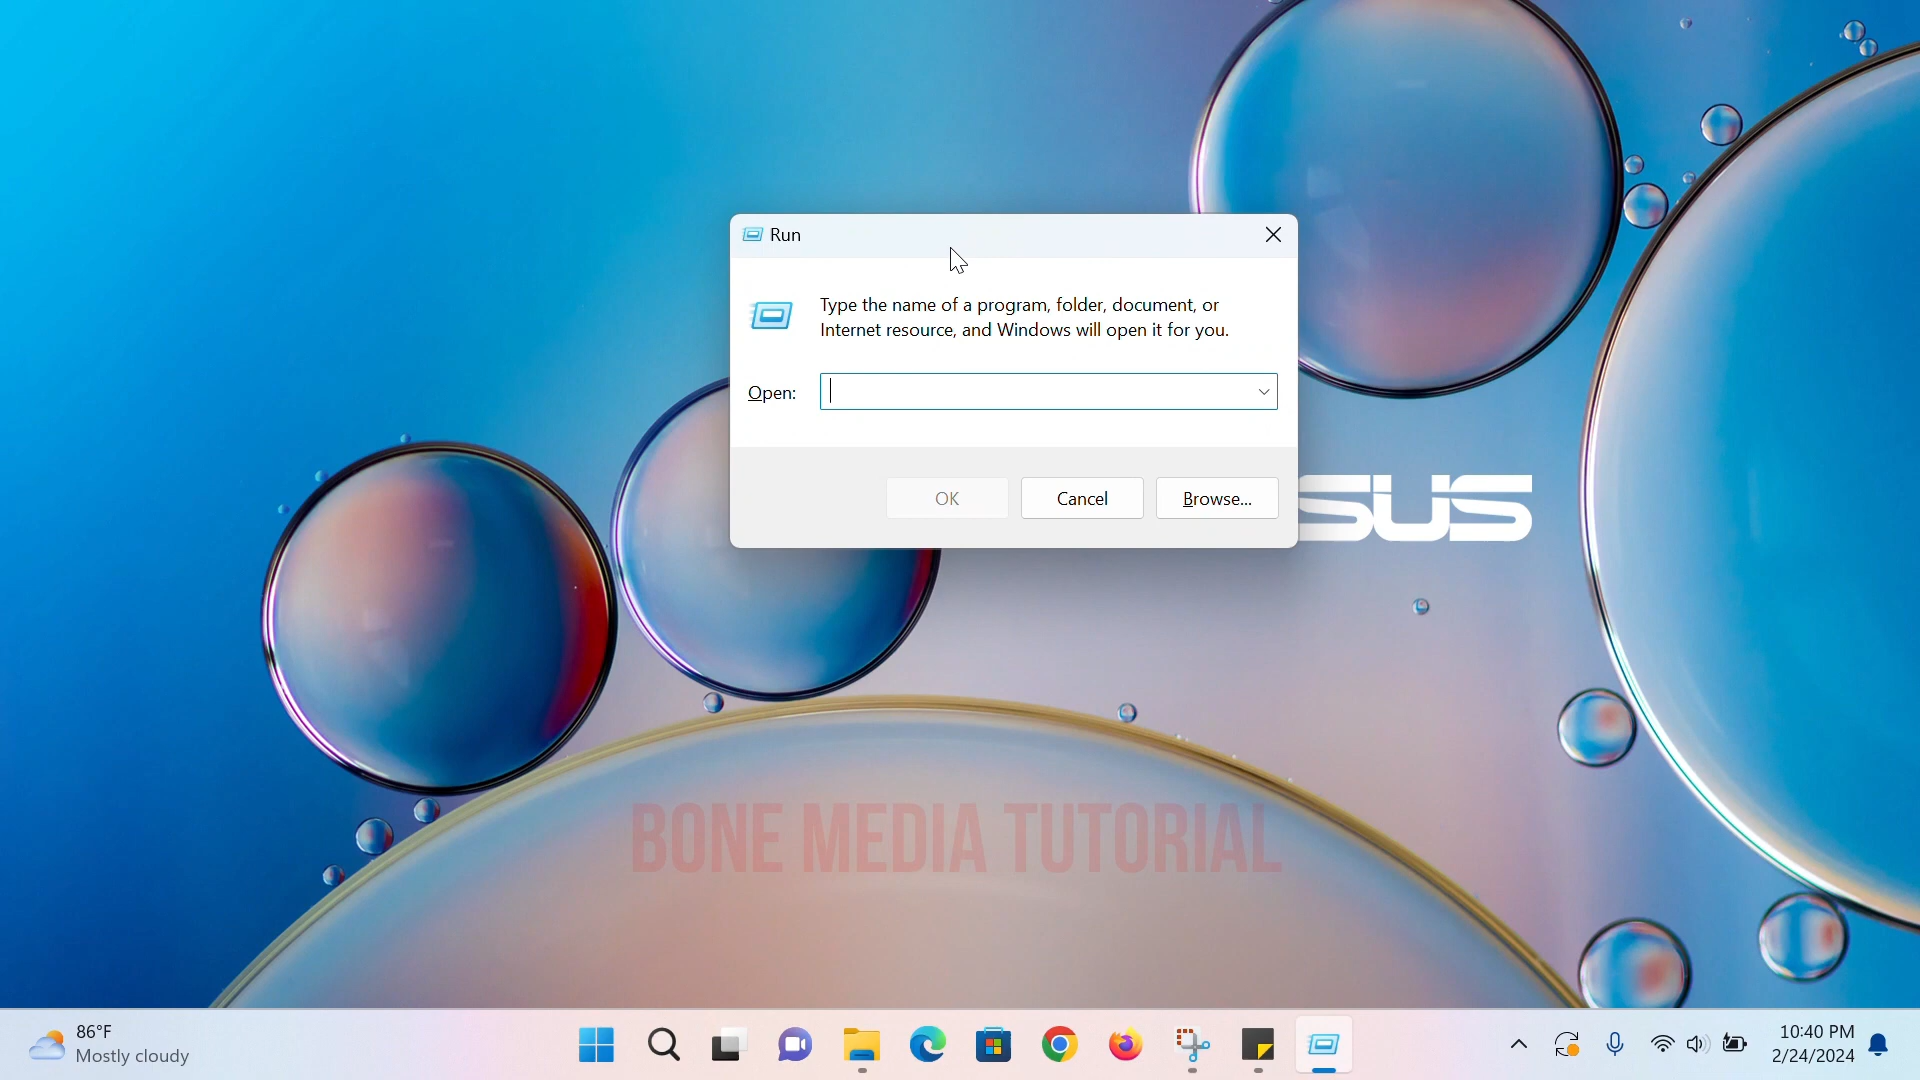 Run
Type the name of a program, folder, document, or
Internet resource, and Windows will open it for you.
Open:
OK
Cancel
Browse...
SUS
BONE MEDIA TUTORIAL
86°F
Mostly cloudy
10:40 PM
2/24/2024